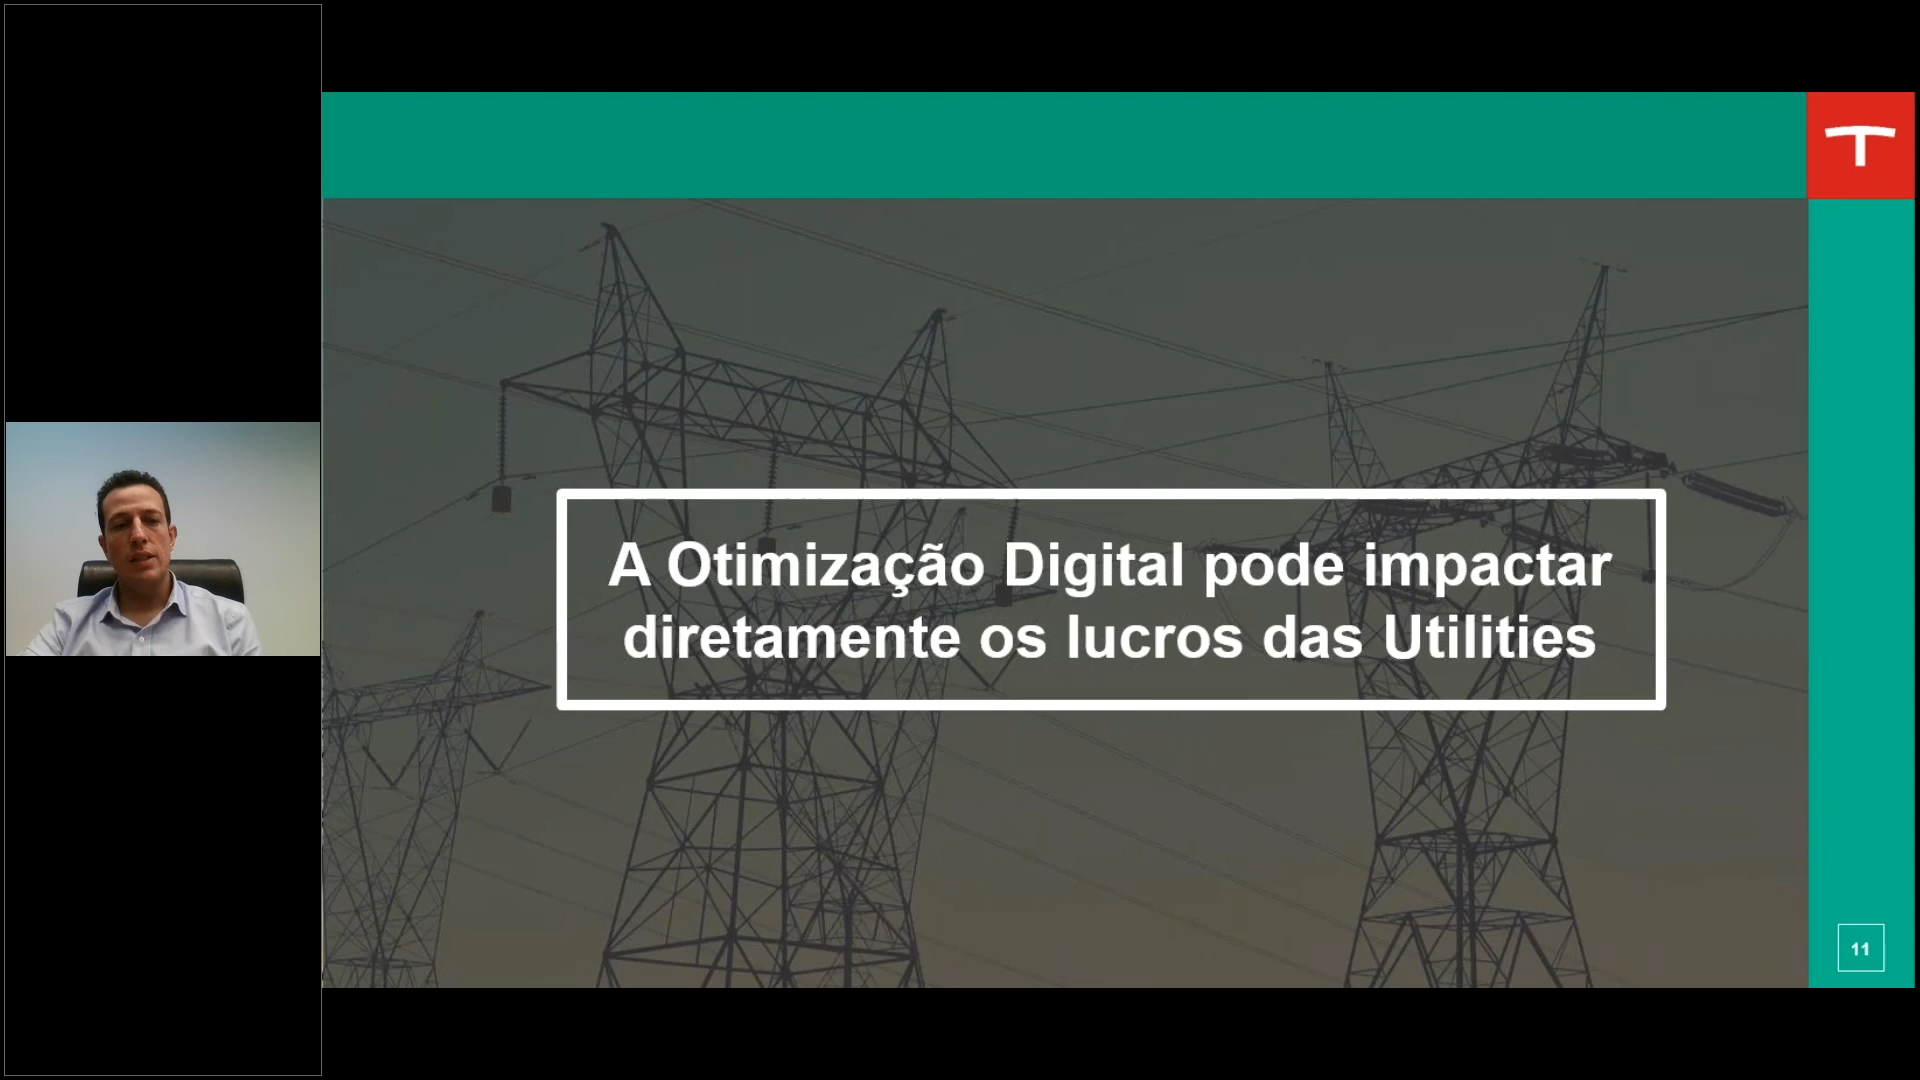 A Otimização Digital pode impactar
diretamente os lucros das Utilities
11